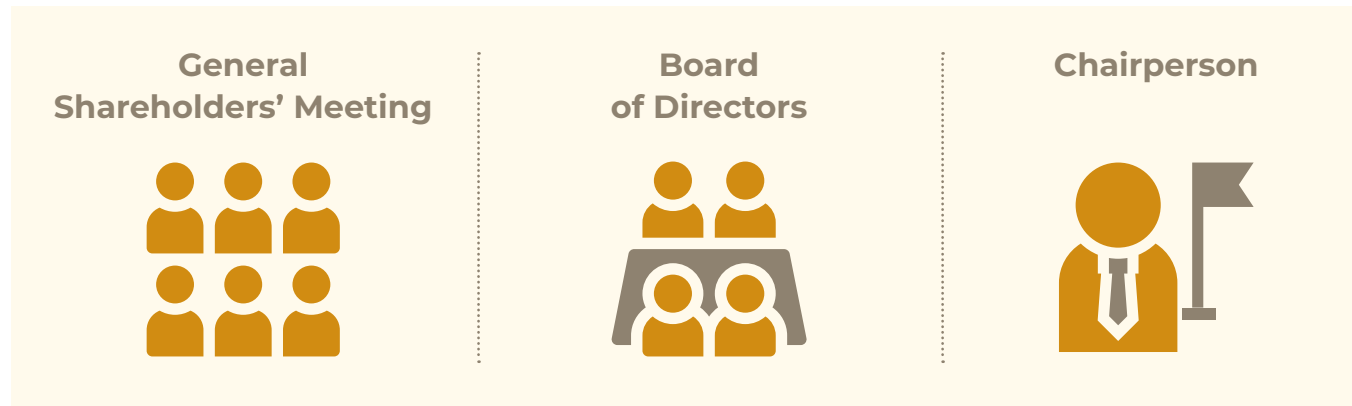 General
Shareholders’ Meeting
Board
of Directors
Chairperson